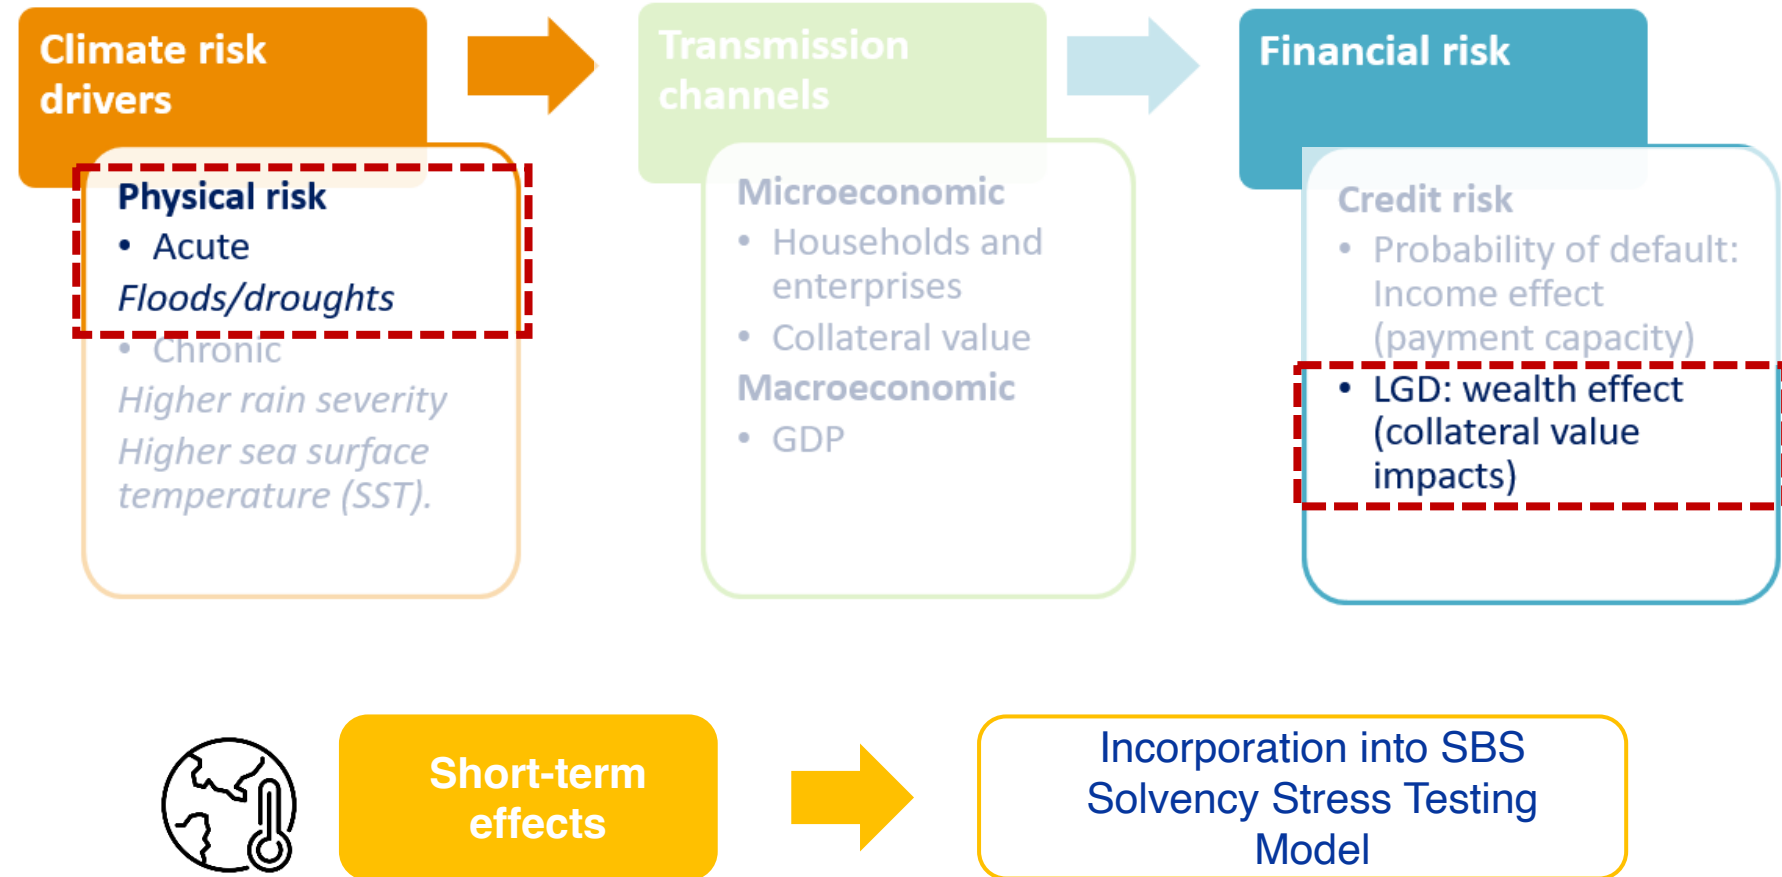 Climate risk
drivers
Physical risk
• Acute
Floods/droughts
• Chronic
Higher rain severity
Higher sea surface
temperature (SST).
Transmission
channels
Microeconomic
• Households and
enterprises
• Collateral value
Macroeconomic
• GDP
Financial risk
Credit risk
• Probability of default:
Income effect
(payment capacity)
• LGD: wealth effect
(collateral value
impacts)
Short-term
effects
Incorporation into SBS
Solvency Stress Testing
Model